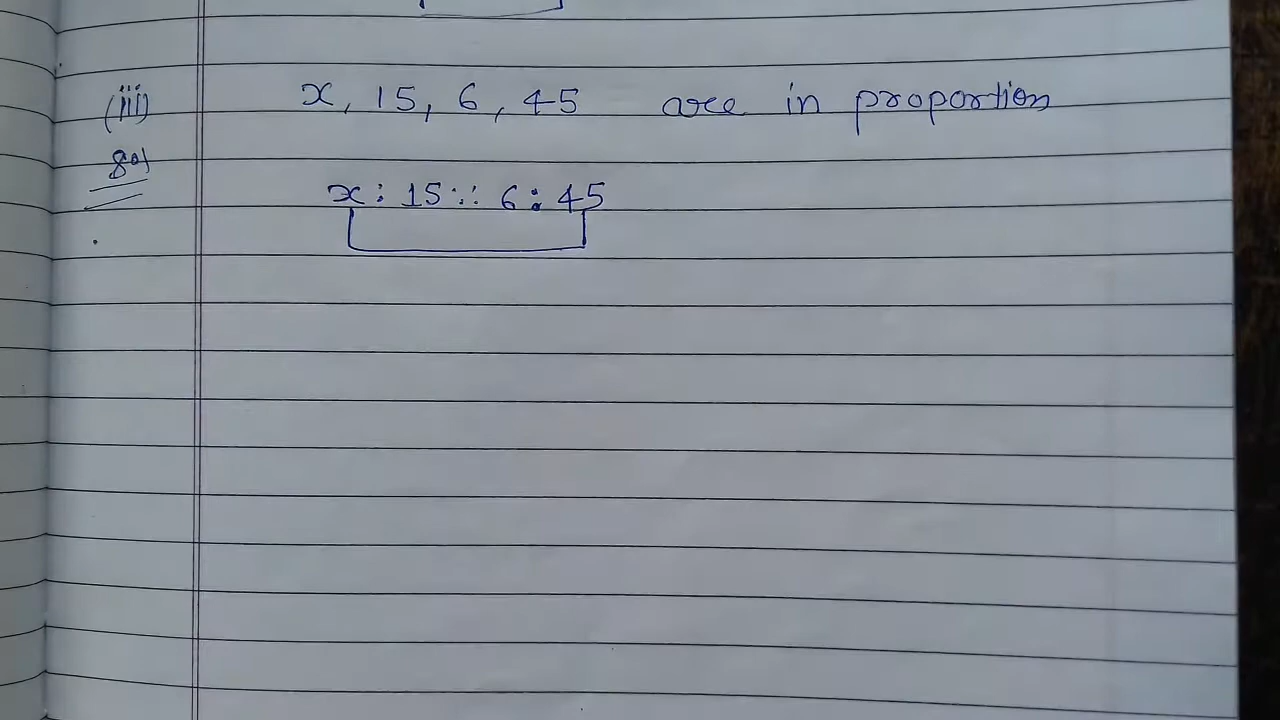 (iii) x, 15, 6, 45 are in proportion
Sol
x : 15 :: 6 : 45